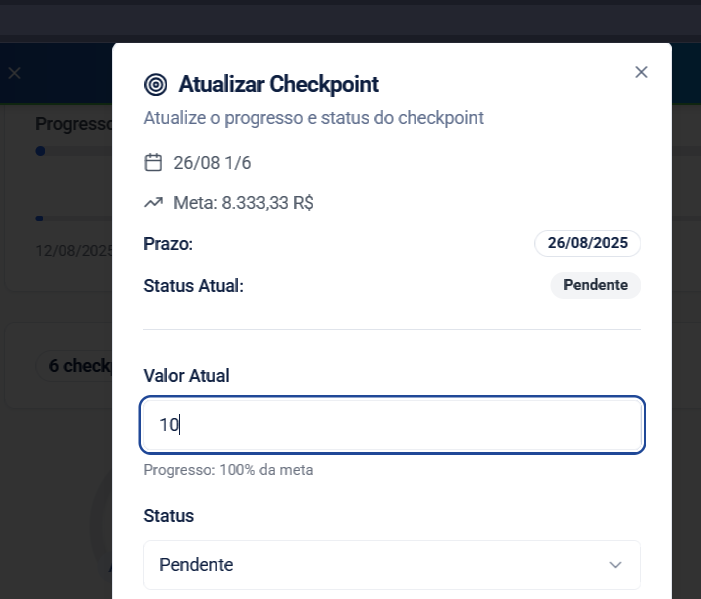 Atualizar Checkpoint
Atualize o progresso e status do checkpoint
26/08 1/6
Meta: 8.333,33 R$
Prazo:
26/08/2025
Status Atual:
Pendente
Valor Atual
10
Progresso: 100% da meta
Status
Pendente
Progresso
12/08/2025
6 check